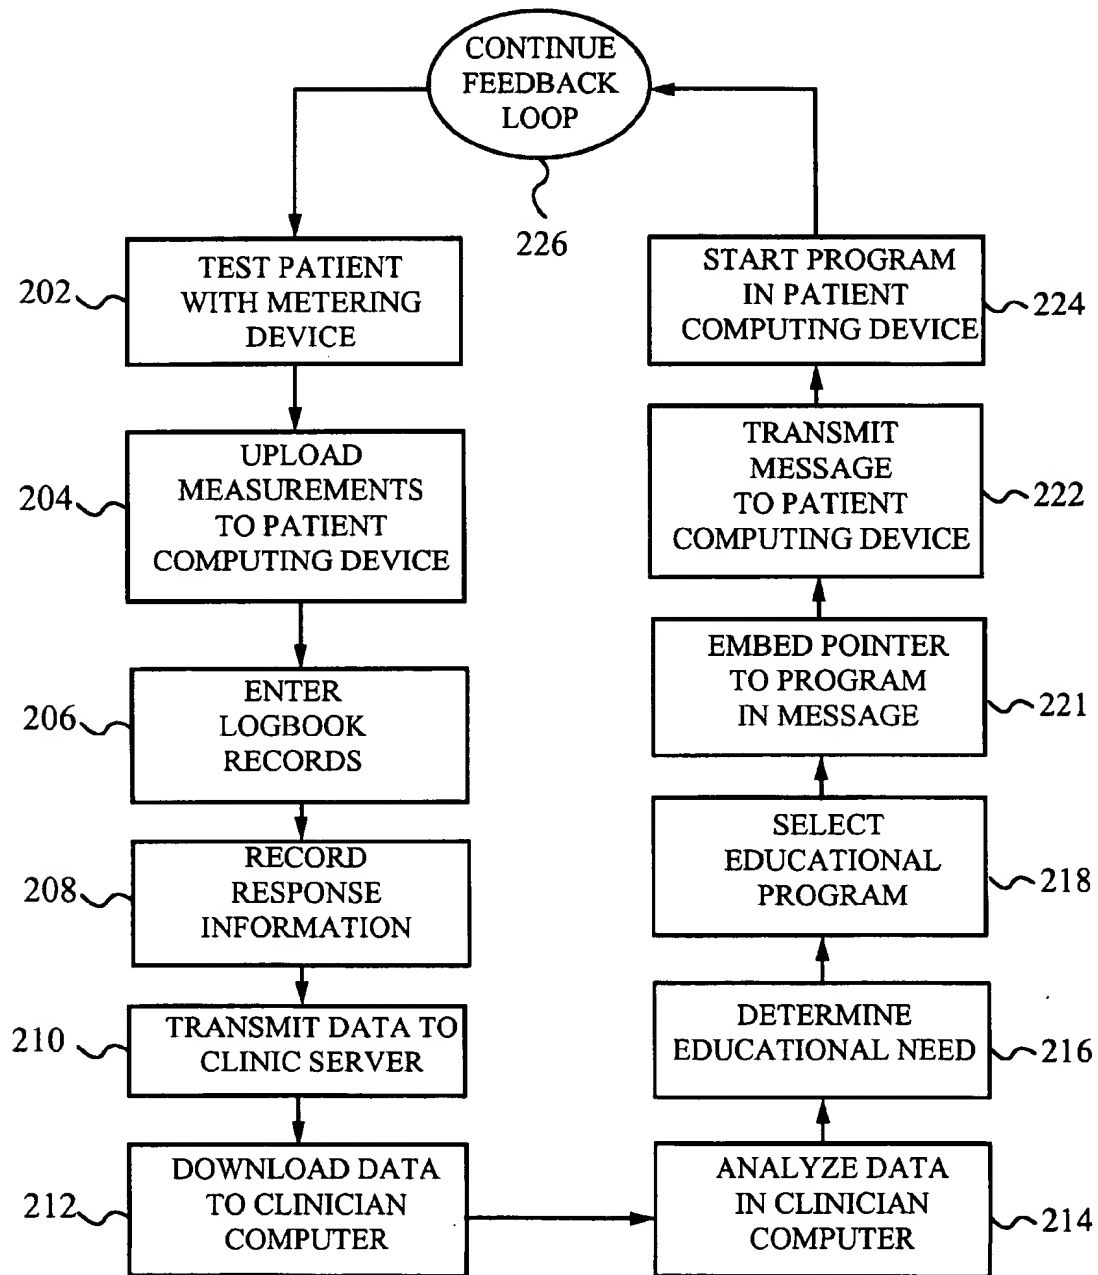 CONTINUE
FEEDBACK
LOOP
226
202
TEST PATIENT
WITH METERING
DEVICE
204
UPLOAD
MEASUREMENTS
TO PATIENT
COMPUTING DEVICE
206
ENTER
LOGBOOK
RECORDS
208
RECORD
RESPONSE
INFORMATION
210
TRANSMIT DATA TO
CLINIC SERVER
212
DOWNLOAD DATA
TO CLINICIAN
COMPUTER
ANALYZE DATA
IN CLINICIAN
COMPUTER
214
DETERMINE
EDUCATIONAL NEED
216
SELECT
EDUCATIONAL
PROGRAM
218
EMBED POINTER
TO PROGRAM
IN MESSAGE
221
TRANSMIT
MESSAGE
TO PATIENT
COMPUTING DEVICE
222
START PROGRAM
IN PATIENT
COMPUTING DEVICE
224